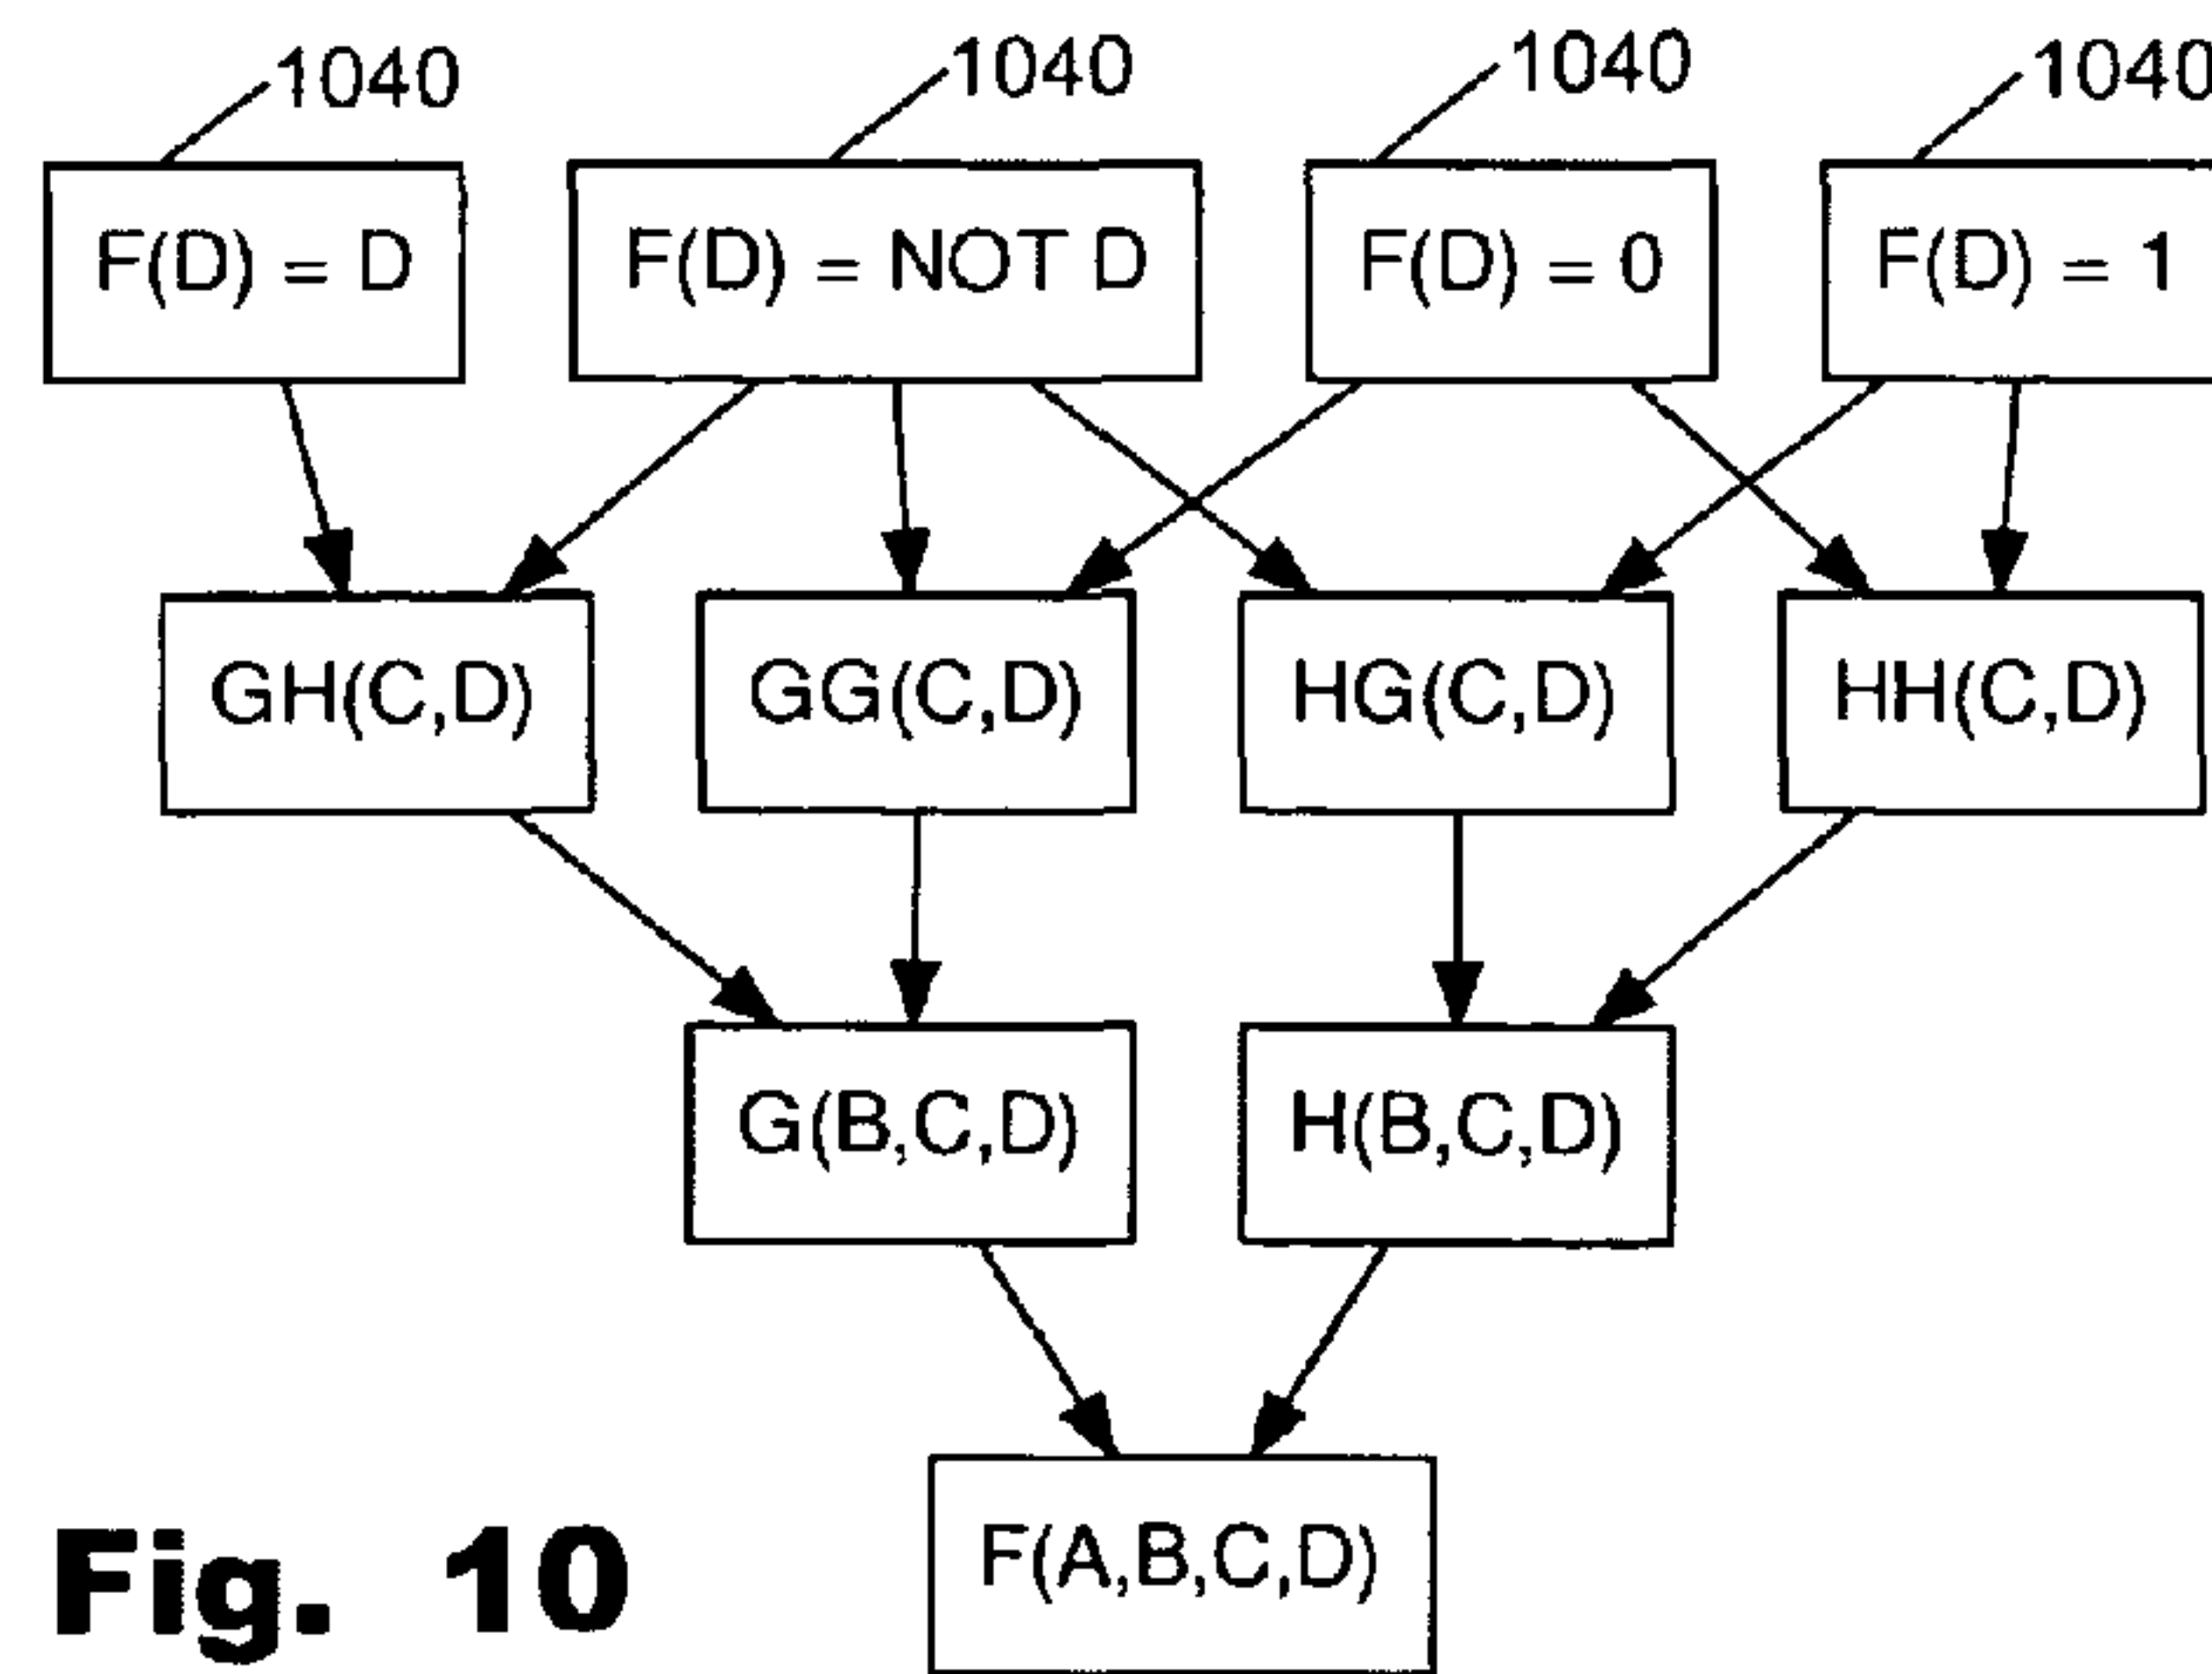 1040 1040 1040 1040
F(D) = D F(D) = NOT D F(D) = 0 F(D) = 1
GH(C,D) GG(C,D) HG(C,D) HH(C,D)
G(B,C,D) H(B,C,D)
F(A,B,C,D)
Fig. 10